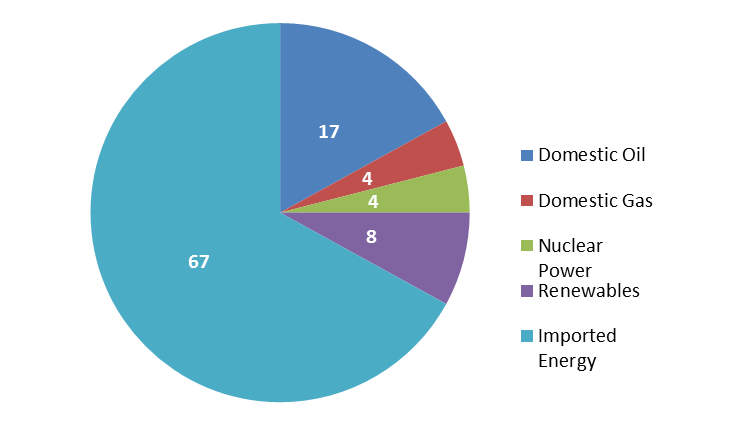 17
4
4
8
67
Domestic Oil
Domestic Gas
Nuclear
Power
Renewables
Imported
Energy